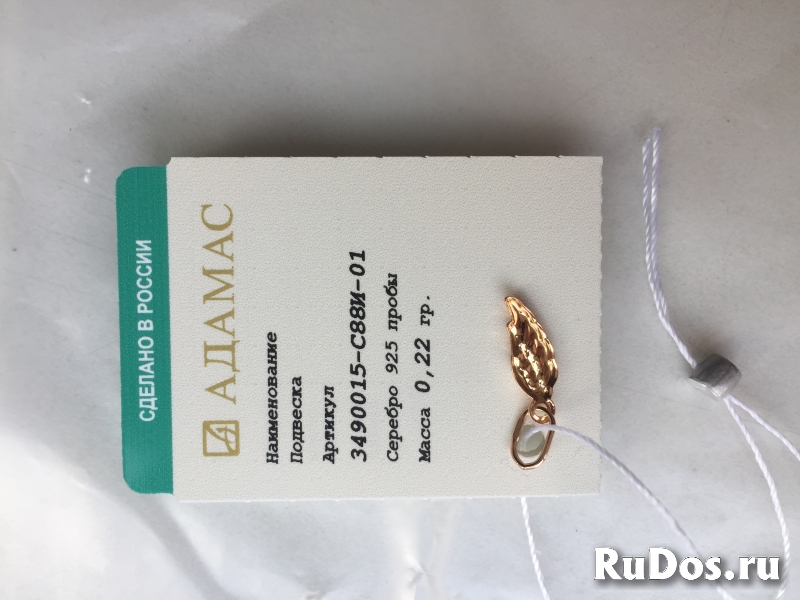 СДЕЛАНО В РОССИИ
АДАМАС
Наименование
Подвеска
Артикул
3490015-С88И-01
Серебро 925 пробы
Масса 0,22 гр.
RuDos.ru